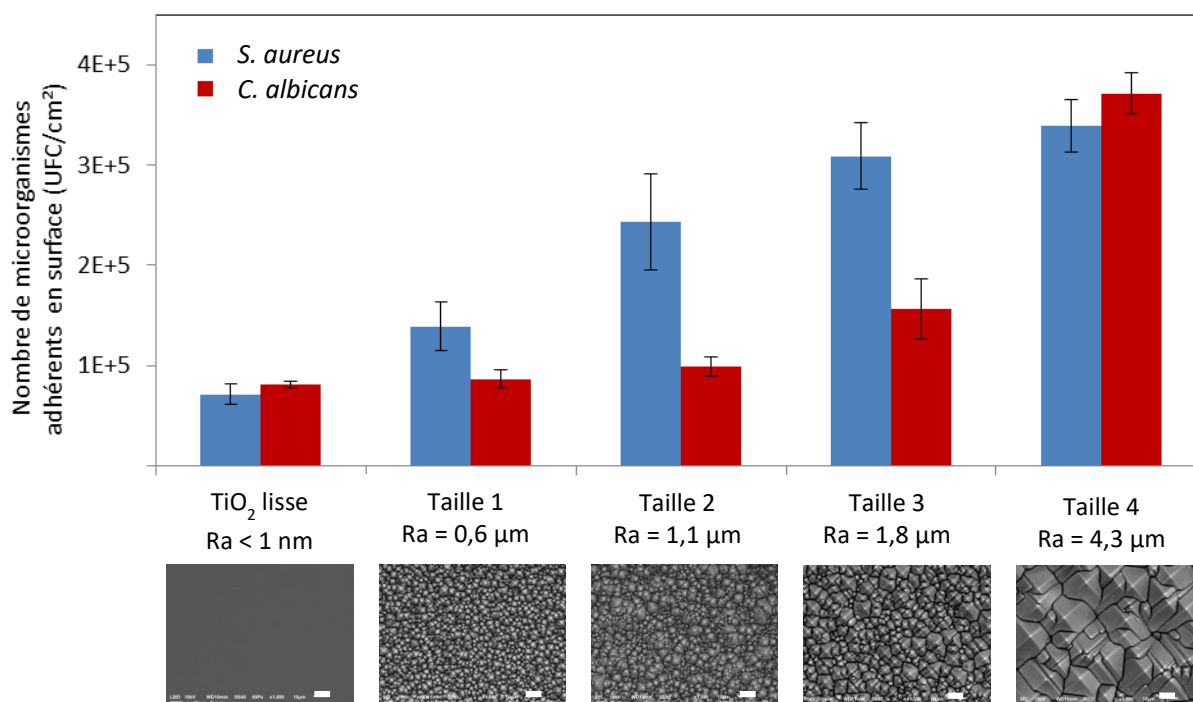 Nombre de microorganismes
adhérents en surface (UFC/cm²)
4E+5
3E+5
2E+5
1E+5
S. aureus
C. albicans
TiO₂ lisse
Ra < 1 nm
Taille 1
Ra = 0,6 µm
Taille 2
Ra = 1,1 µm
Taille 3
Ra = 1,8 µm
Taille 4
Ra = 4,3 µm